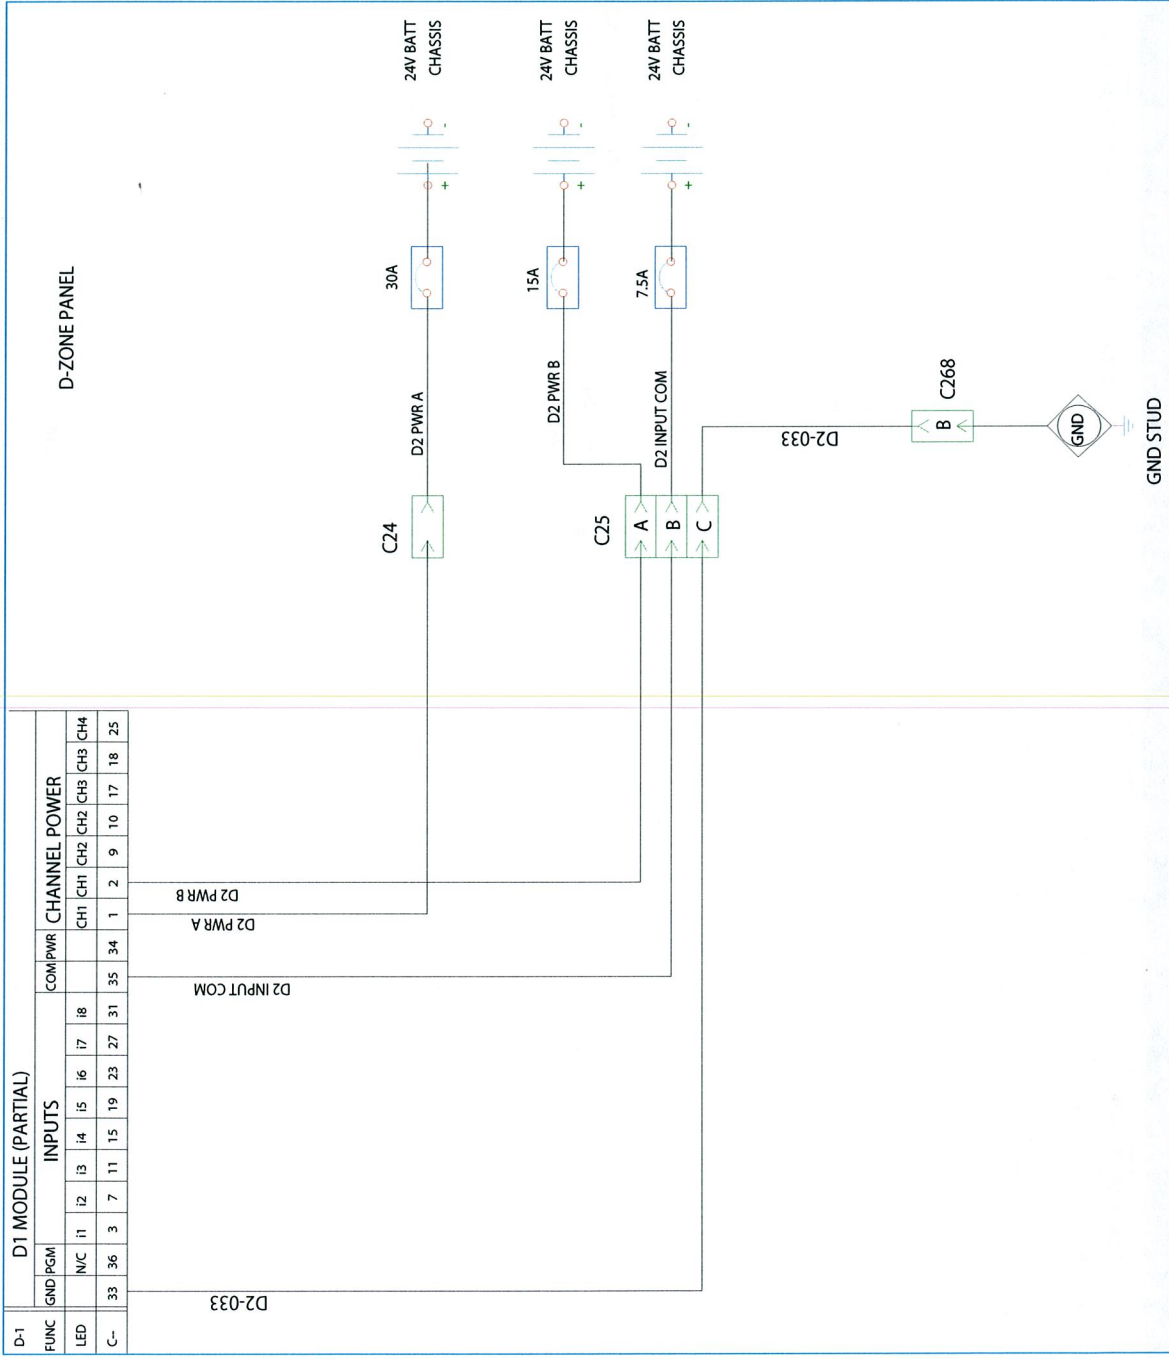 D-1
D1 MODULE (PARTIAL)
FUNC GND PGM INPUTS COM PWR CHANNEL POWER
LED N/C i1 i2 i3 i4 i5 i6 i7 i8 CH1 CH1 CH2 CH2 CH3 CH3 CH4
C-- 33 36 3 7 11 15 19 23 27 31 35 34 1 2 9 10 17 18 25
D2-033
D2 INPUT COM
D2 PWR A
D2 PWR B
D-ZONE PANEL
C24
D2 PWR A
30A
+
-
24V BATT
CHASSIS
C25
A
B
C
D2 PWR B
15A
+
-
24V BATT
CHASSIS
D2 INPUT COM
7.5A
+
-
24V BATT
CHASSIS
D2-033
B
C268
GND
GND STUD